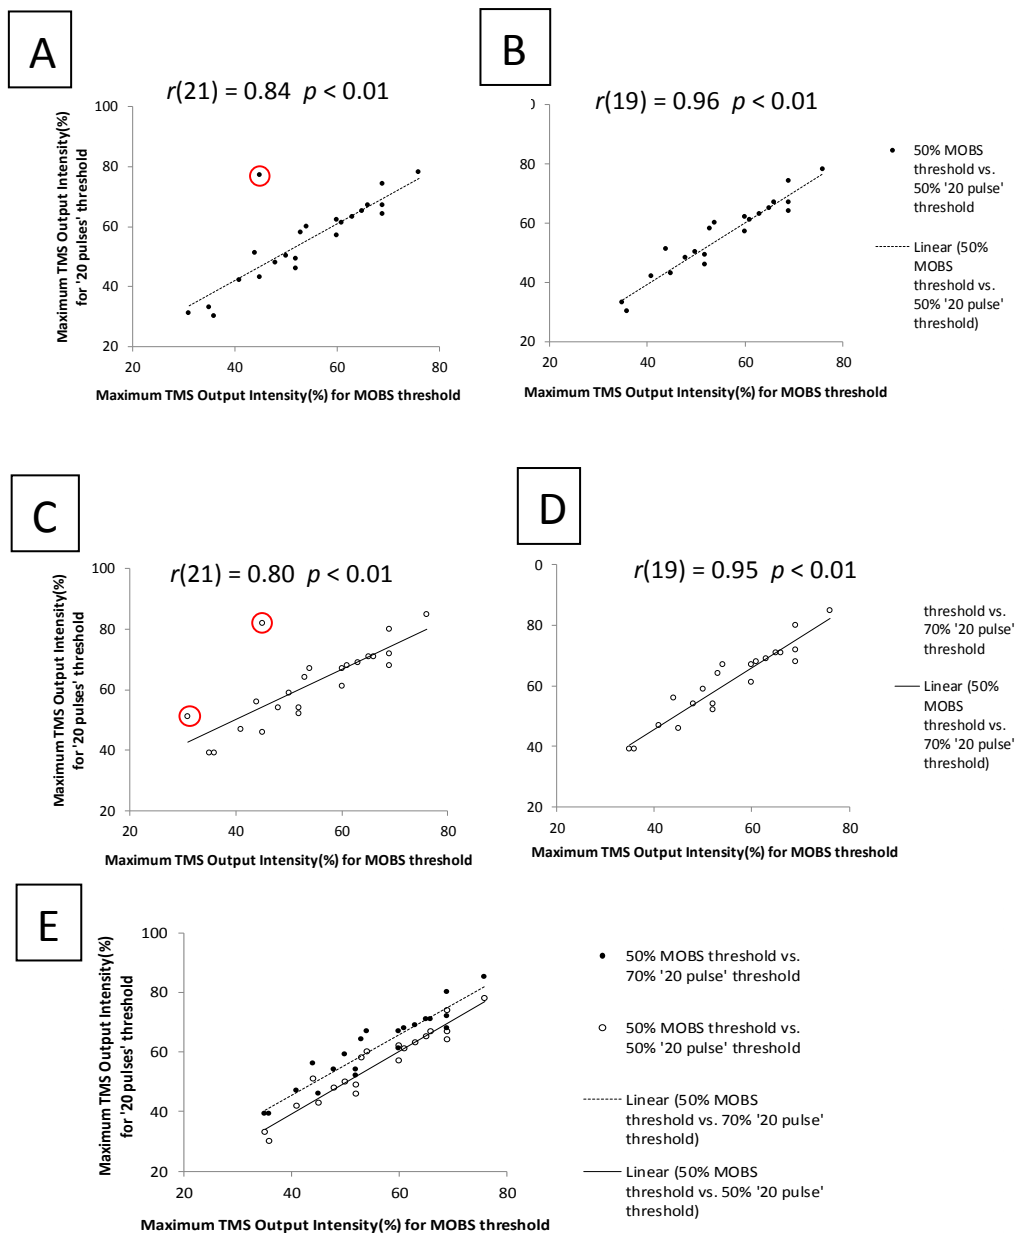 A
r(21) = 0.84 p < 0.01
100
80
60
40
20
20
40
60
80
Maximum TMS Output Intensity(%)
for '20 pulses' threshold
Maximum TMS Output Intensity(%) for MOBS threshold
B
r(19) = 0.96 p < 0.01
0
80
60
40
20
20
40
60
80
Maximum TMS Output Intensity(%) for MOBS threshold
50% MOBS
threshold vs.
50% '20 pulse'
threshold
Linear (50%
MOBS
threshold vs.
50% '20 pulse'
threshold)
C
r(21) = 0.80 p < 0.01
100
80
60
40
20
20
40
60
80
Maximum TMS Output Intensity(%)
for '20 pulses' threshold
Maximum TMS Output Intensity(%) for MOBS threshold
D
r(19) = 0.95 p < 0.01
0
80
60
40
20
20
40
60
80
Maximum TMS Output Intensity(%) for MOBS threshold
threshold vs.
70% '20 pulse'
threshold
Linear (50%
MOBS
threshold vs.
70% '20 pulse'
threshold)
E
100
80
60
40
20
20
40
60
80
Maximum TMS Output Intensity(%)
for '20 pulses' threshold
Maximum TMS Output Intensity(%) for MOBS threshold
50% MOBS threshold vs.
70% '20 pulse' threshold
50% MOBS threshold vs.
50% '20 pulse' threshold
Linear (50% MOBS
threshold vs. 70% '20 pulse'
threshold)
Linear (50% MOBS
threshold vs. 50% '20 pulse'
threshold)